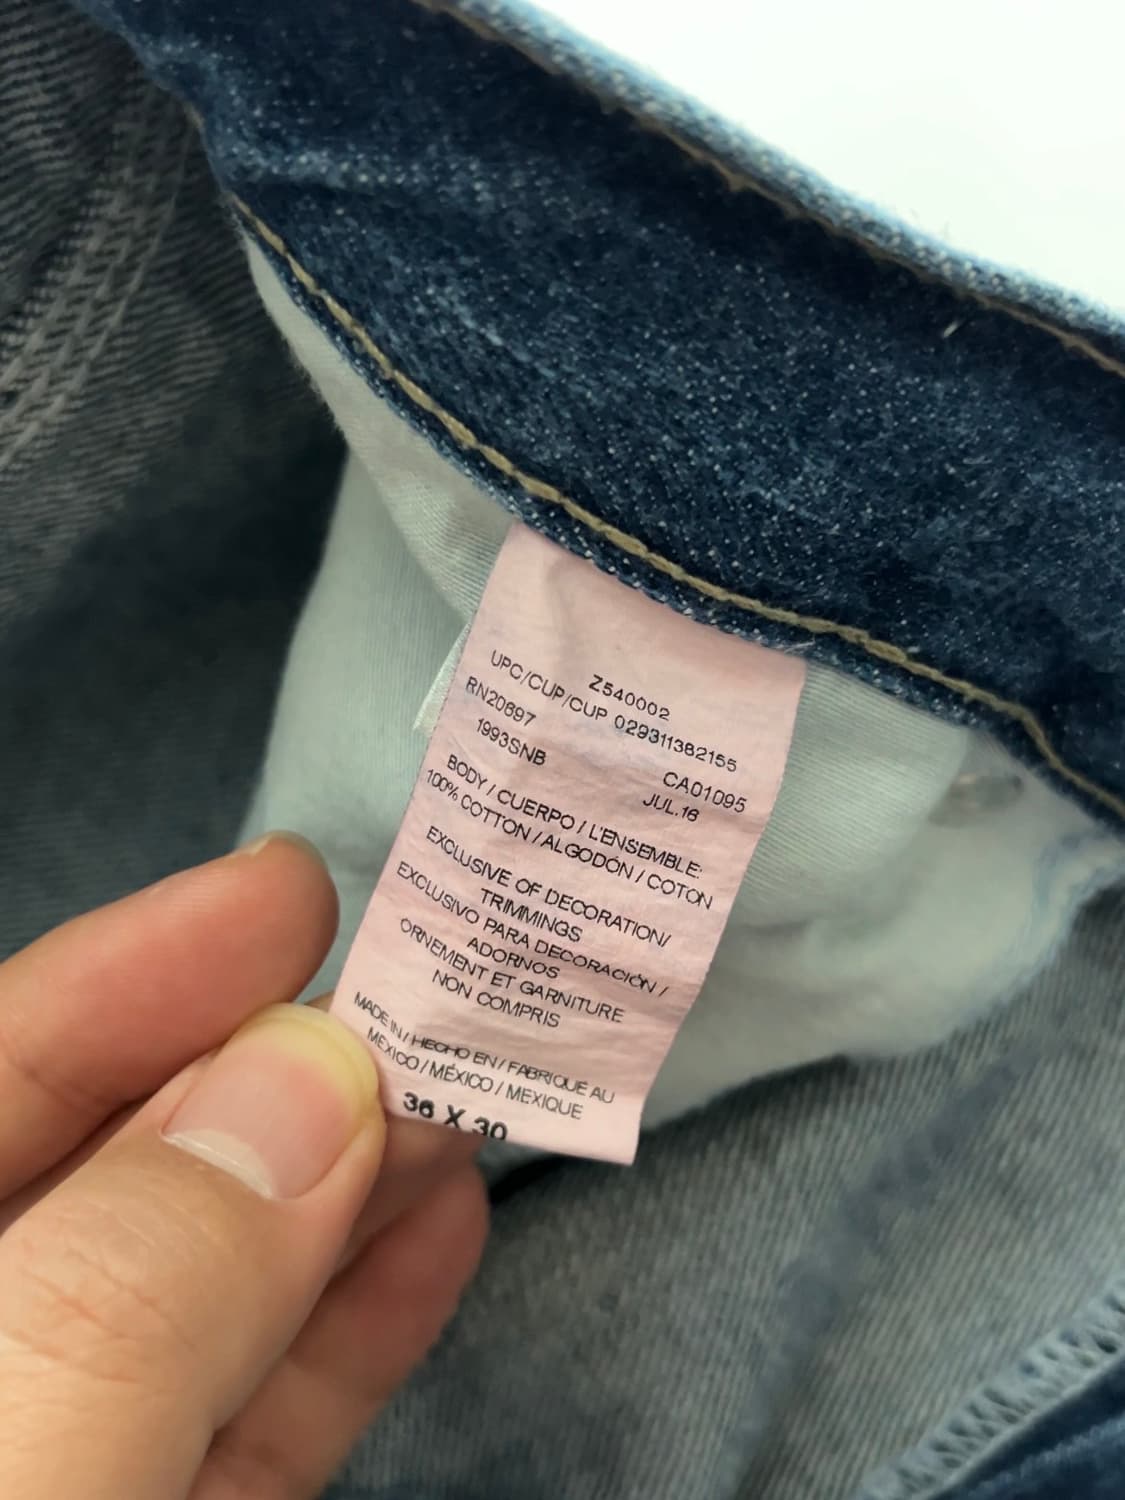 Z540002
UPC/CUP/CUP 029311382155
RN20697 CA01095
1993SNB JUL.16
BODY / CUERPO / L'ENSEMBLE:
100% COTTON / ALGODÓN / COTON
EXCLUSIVE OF DECORATION/
TRIMMINGS
EXCLUSIVO PARA DECORACIÓN /
ADORNOS
ORNEMENT ET GARNITURE
NON COMPRIS
MADE IN / HECHO EN / FABRIQUÉ AU
MEXICO / MÉXICO / MEXIQUE
36 X 30